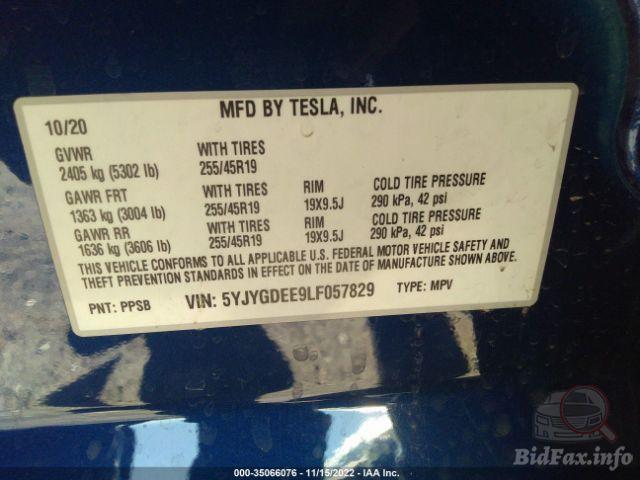 MFD BY TESLA, INC.
10/20
GVWR WITH TIRES
2405 kg (5302 lb) 255/45R19
GAWR FRT WITH TIRES RIM COLD TIRE PRESSURE
1363 kg (3004 lb) 255/45R19 19X9.5J 290 kPa, 42 psi
GAWR RR WITH TIRES RIM COLD TIRE PRESSURE
1636 kg (3606 lb) 255/45R19 19X9.5J 290 kPa, 42 psi
THIS VEHICLE CONFORMS TO ALL APPLICABLE U.S. FEDERAL MOTOR VEHICLE SAFETY AND
THEFT PREVENTION STANDARDS IN EFFECT ON THE DATE OF MANUFACTURE SHOWN ABOVE.
PNT: PPSB VIN: 5YJYGDEE9LF057829 TYPE: MPV
BidFax.info
000-35066076 - 11/15/2022 - IAA Inc.